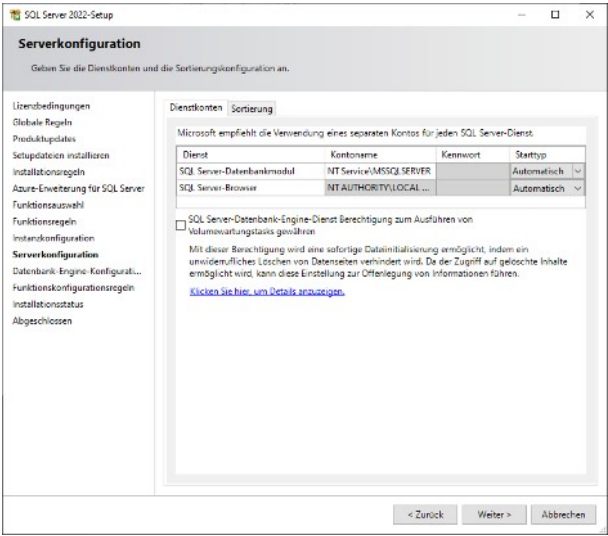 SQL Server 2022-Setup
Serverkonfiguration
Geben Sie die Dienstkonten und die Sortierungskonfiguration an.
Lizenzbedingungen
Globale Regeln
Produktupdates
Setupdateien installieren
Installationsregeln
Azure-Erweiterung für SQL Server
Funktionsauswahl
Funktionsregeln
Instanzkonfiguration
Serverkonfiguration
Datenbank-Engine-Konfigurati...
Funktionskonfigurationsregeln
Installationsstatus
Abgeschlossen
Dienstkonten Sortierung
Microsoft empfiehlt die Verwendung eines separaten Kontos für jeden SQL Server-Dienst.
Dienst Kontoname Kennwort Starttyp
SQL Server-Datenbankmodul NT Service\MSSQLSERVER Automatisch
SQL Server-Browser NT AUTHORITY\LOCAL ... Automatisch
SQL Server-Datenbank-Engine-Dienst Berechtigung zum Ausführen von
Volumewartungstasks gewähren
Mit dieser Berechtigung wird eine sofortige Dateiinitialisierung ermöglicht, indem ein
unwiderrufliches Löschen von Datenseiten verhindert wird. Da der Zugriff auf gelöschte Inhalte
ermöglicht wird, kann diese Einstellung zur Offenlegung von Informationen führen.
Klicken Sie hier, um Details anzuzeigen.
< Zurück Weiter > Abbrechen